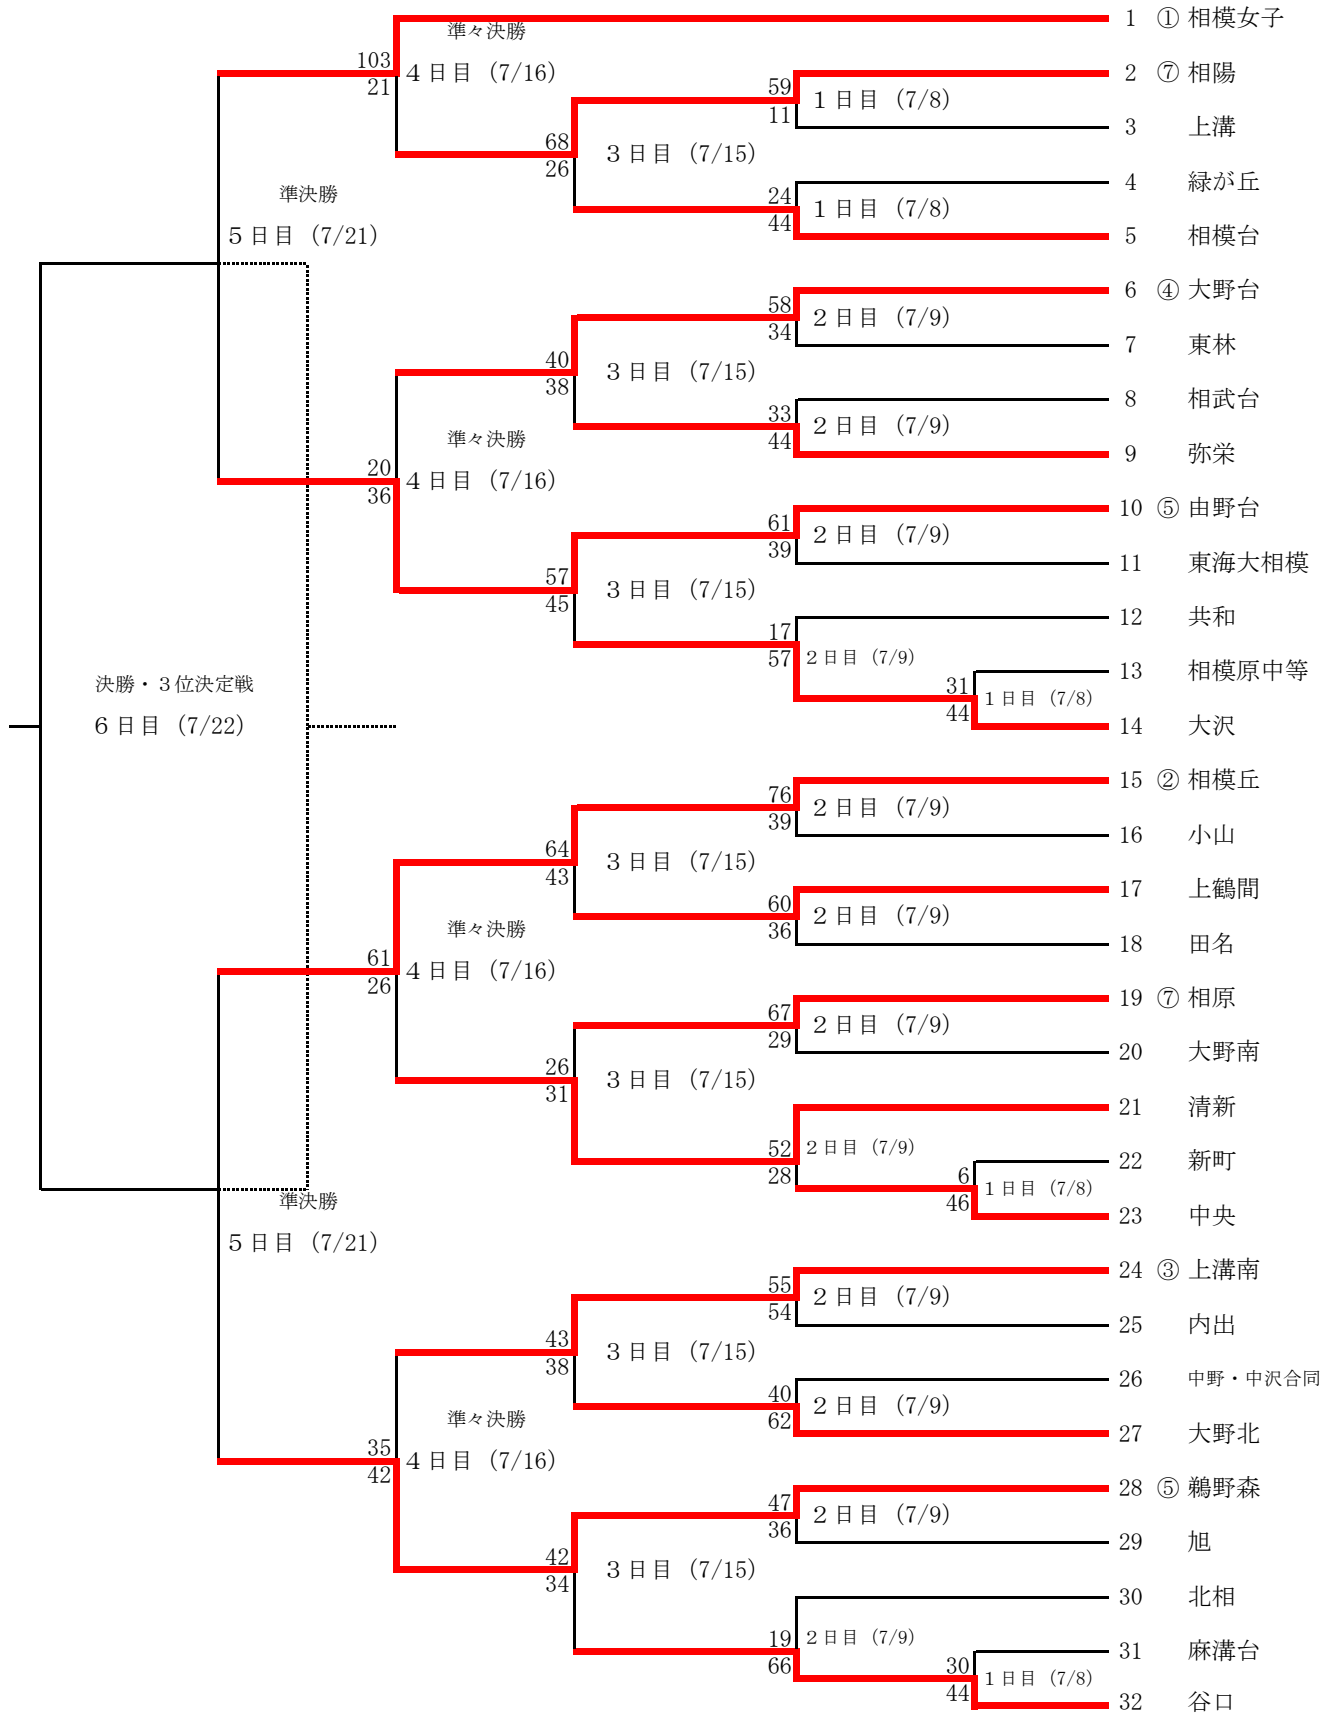 1 ① 相模女子
準々決勝
103
4日目 (7/16)
21
2 ⑦ 相陽
59
1日目 (7/8)
11
3 上溝
68
3日目 (7/15)
26
4 緑が丘
準決勝
24
1日目 (7/8)
44
5 相模台
5日目 (7/21)
6 ④ 大野台
58
2日目 (7/9)
34
7 東林
40
3日目 (7/15)
38
8 相武台
33
2日目 (7/9)
44
準々決勝
9 弥栄
20
4日目 (7/16)
36
10 ⑤ 由野台
61
2日目 (7/9)
39
11 東海大相模
57
3日目 (7/15)
45
12 共和
17
2日目 (7/9)
57
13 相模原中等
決勝・3位決定戦
31
1日目 (7/8)
44
6日目 (7/22)
14 大沢
15 ② 相模丘
76
2日目 (7/9)
39
16 小山
64
3日目 (7/15)
43
17 上鶴間
60
2日目 (7/9)
36
準々決勝
18 田名
61
4日目 (7/16)
26
19 ⑦ 相原
67
2日目 (7/9)
29
20 大野南
26
3日目 (7/15)
31
21 清新
52
2日目 (7/9)
28
22 新町
6
1日目 (7/8)
46
準決勝
23 中央
5日目 (7/21)
24 ③ 上溝南
55
2日目 (7/9)
54
25 内出
43
3日目 (7/15)
38
26 中野・中沢合同
40
2日目 (7/9)
62
準々決勝
27 大野北
35
4日目 (7/16)
42
28 ⑤ 鵜野森
47
2日目 (7/9)
36
29 旭
42
3日目 (7/15)
34
30 北相
19
2日目 (7/9)
66
31 麻溝台
30
1日目 (7/8)
44
32 谷口